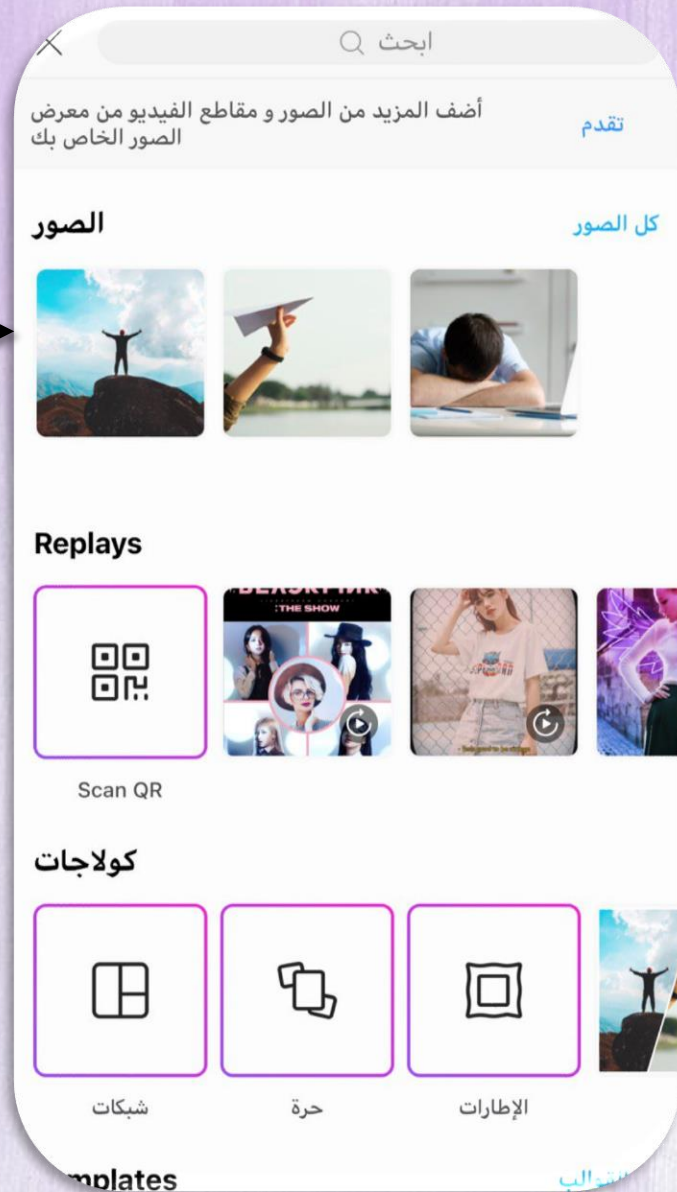 ابحث
أضف المزيد من الصور و مقاطع الفيديو من معرض
الصور الخاص بك
تقدم
الصور
كل الصور
Replays
:THE SHOW
Scan QR
كولاجات
شبكات
حرة
الإطارات
mplates
القوالب